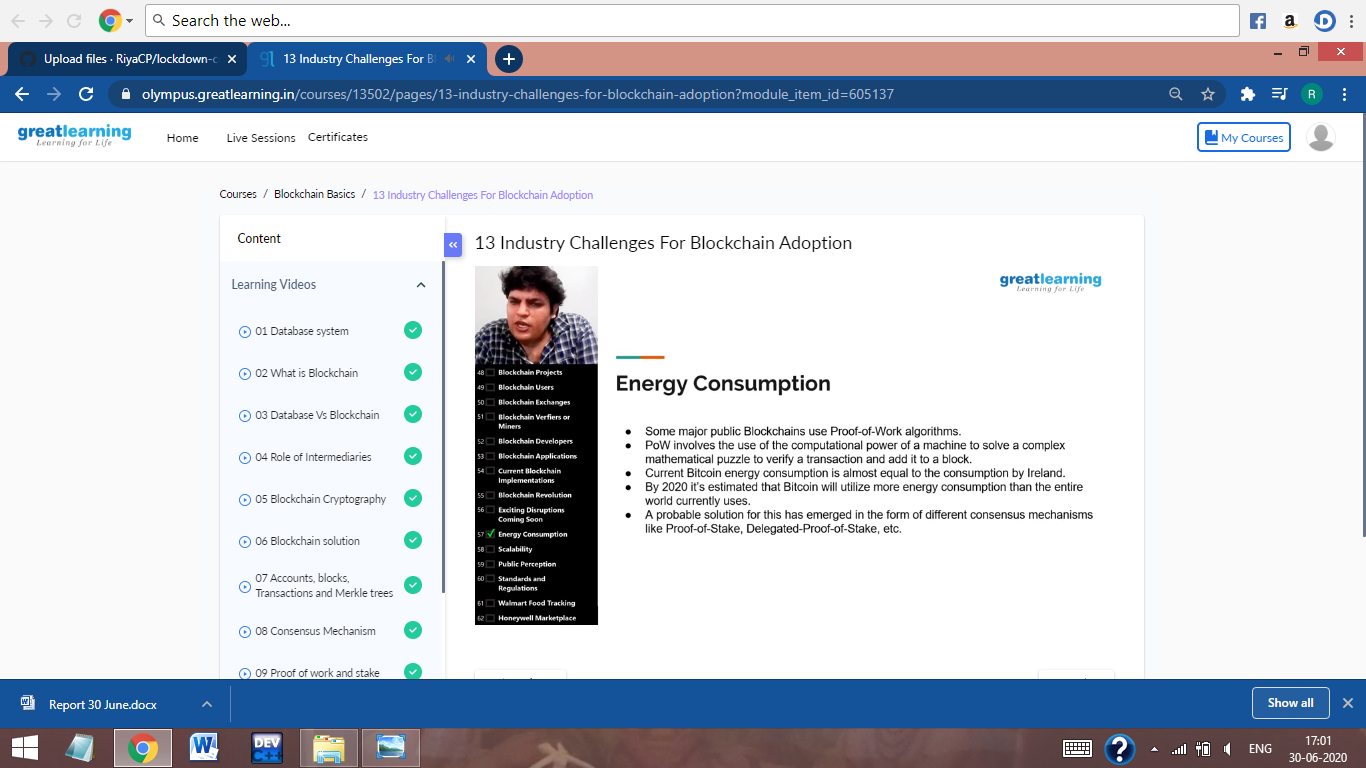 Search the web...
Upload files · RiyaCP/lockdown-c
13 Industry Challenges For Bl
olympus.greatlearning.in/courses/13502/pages/13-industry-challenges-for-blockchain-adoption?module_item_id=605137
R
greatlearning
Learning for Life
Home
Live Sessions
Certificates
My Courses
Courses / Blockchain Basics / 13 Industry Challenges For Blockchain Adoption
Content
Learning Videos
01 Database system
02 What is Blockchain
03 Database Vs Blockchain
04 Role of Intermediaries
05 Blockchain Cryptography
06 Blockchain solution
07 Accounts, blocks,
Transactions and Merkle trees
08 Consensus Mechanism
09 Proof of work and stake
13 Industry Challenges For Blockchain Adoption
48 Blockchain Projects
49 Blockchain Users
50 Blockchain Exchanges
51 Blockchain Verfiers or
Miners
52 Blockchain Developers
53 Blockchain Applications
54 Current Blockchain
Implementations
55 Blockchain Revolution
56 Exciting Disruptions
Coming Soon
57 Energy Consumption
58 Scalability
59 Public Perception
60 Standards and
Regulations
61 Walmart Food Tracking
62 Honeywell Marketplace
greatlearning
Learning for Life
Energy Consumption
● Some major public Blockchains use Proof-of-Work algorithms.
● PoW involves the use of the computational power of a machine to solve a complex
mathematical puzzle to verify a transaction and add it to a block.
● Current Bitcoin energy consumption is almost equal to the consumption by Ireland.
● By 2020 it's estimated that Bitcoin will utilize more energy consumption than the entire
world currently uses.
● A probable solution for this has emerged in the form of different consensus mechanisms
like Proof-of-Stake, Delegated-Proof-of-Stake, etc.
Report 30 June.docx
Show all
DEV
C++
ENG
17:01
30-06-2020